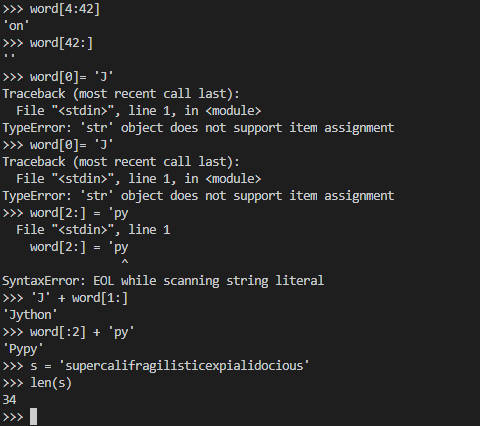 >>> word[4:42]
'on'
>>> word[42:]
''
>>> word[0]= 'J'
Traceback (most recent call last):
  File "<stdin>", line 1, in <module>
TypeError: 'str' object does not support item assignment
>>> word[0]= 'J'
Traceback (most recent call last):
  File "<stdin>", line 1, in <module>
TypeError: 'str' object does not support item assignment
>>> word[2:] = 'py
  File "<stdin>", line 1
    word[2:] = 'py
                 ^
SyntaxError: EOL while scanning string literal
>>> 'J' + word[1:]
'Jython'
>>> word[:2] + 'py'
'Pypy'
>>> s = 'supercalifragilisticexpialidocious'
>>> len(s)
34
>>>